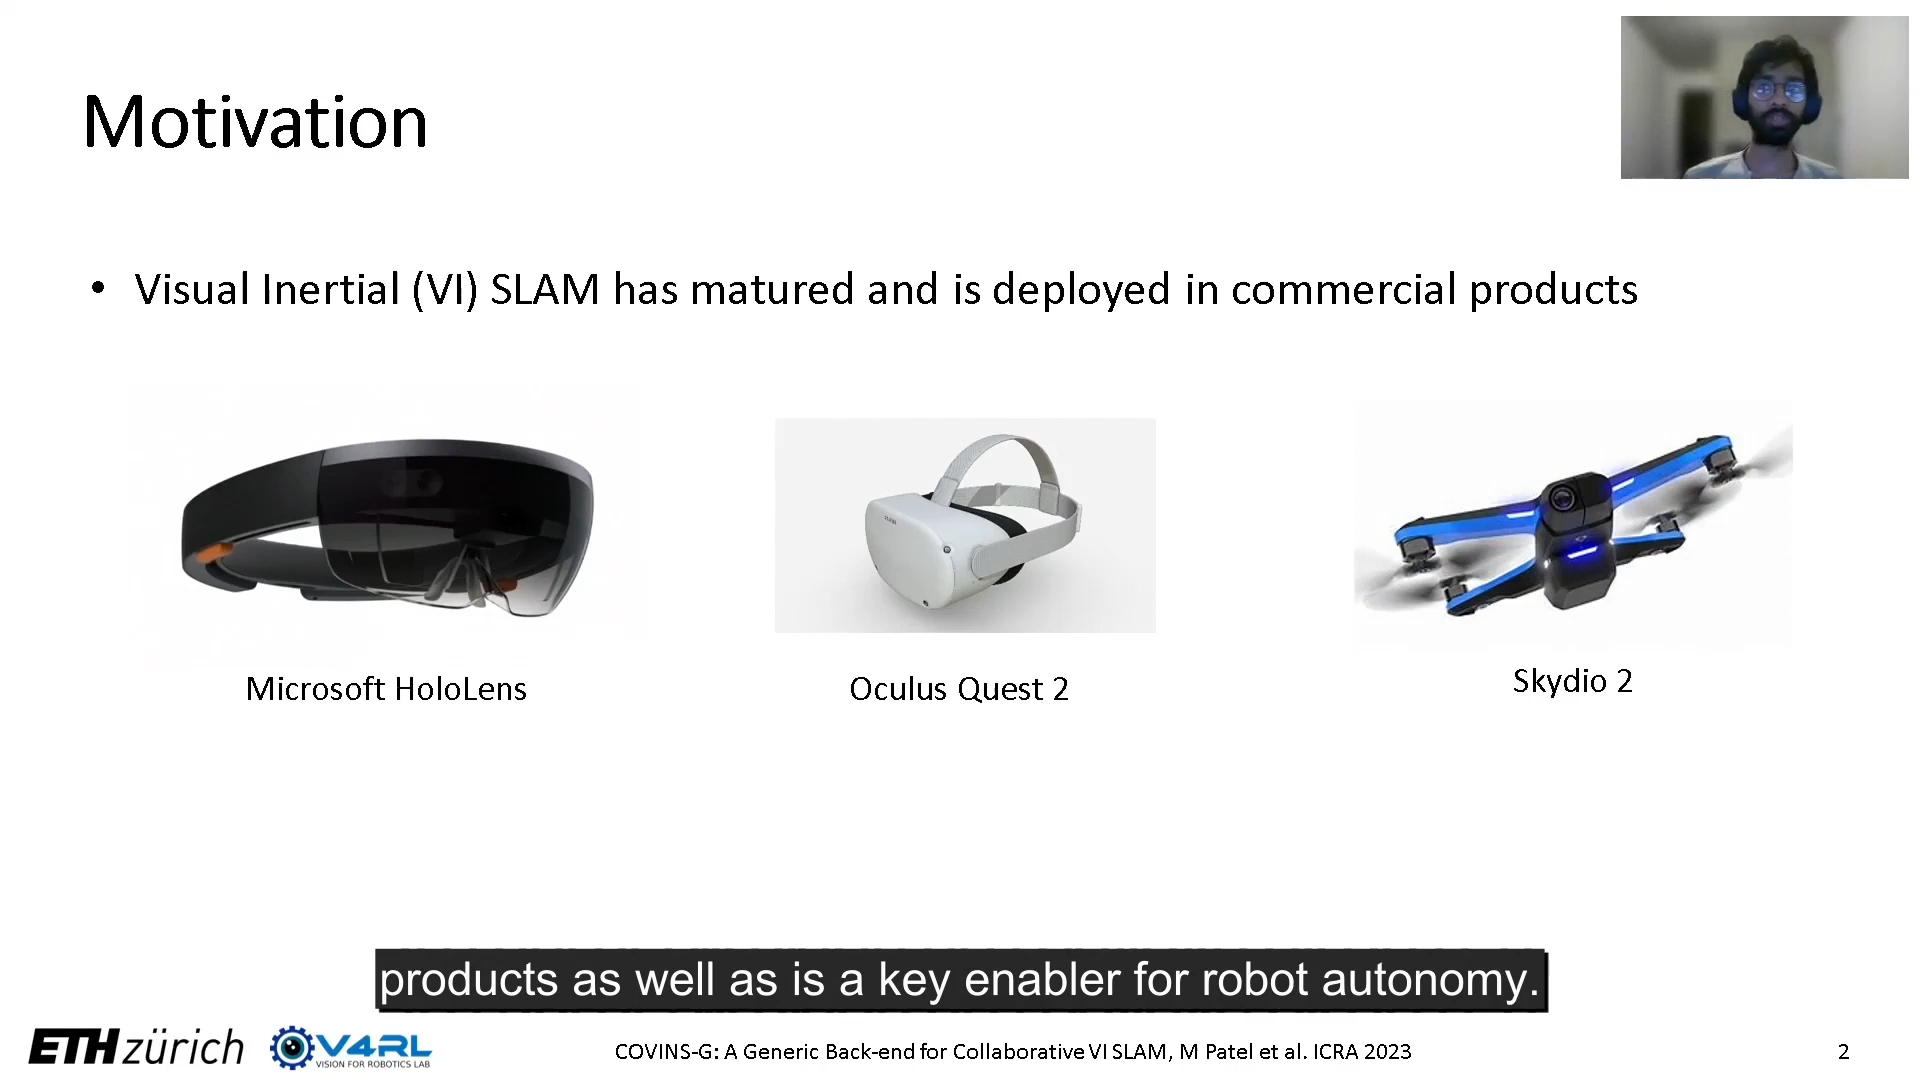 Motivation
• Visual Inertial (VI) SLAM has matured and is deployed in commercial products
Microsoft HoloLens
Oculus Quest 2
Skydio 2
products as well as is a key enabler for robot autonomy.
ETH zürich
V4RL
VISION FOR ROBOTICS LAB
COVINS-G: A Generic Back-end for Collaborative VI SLAM, M Patel et al. ICRA 2023
2